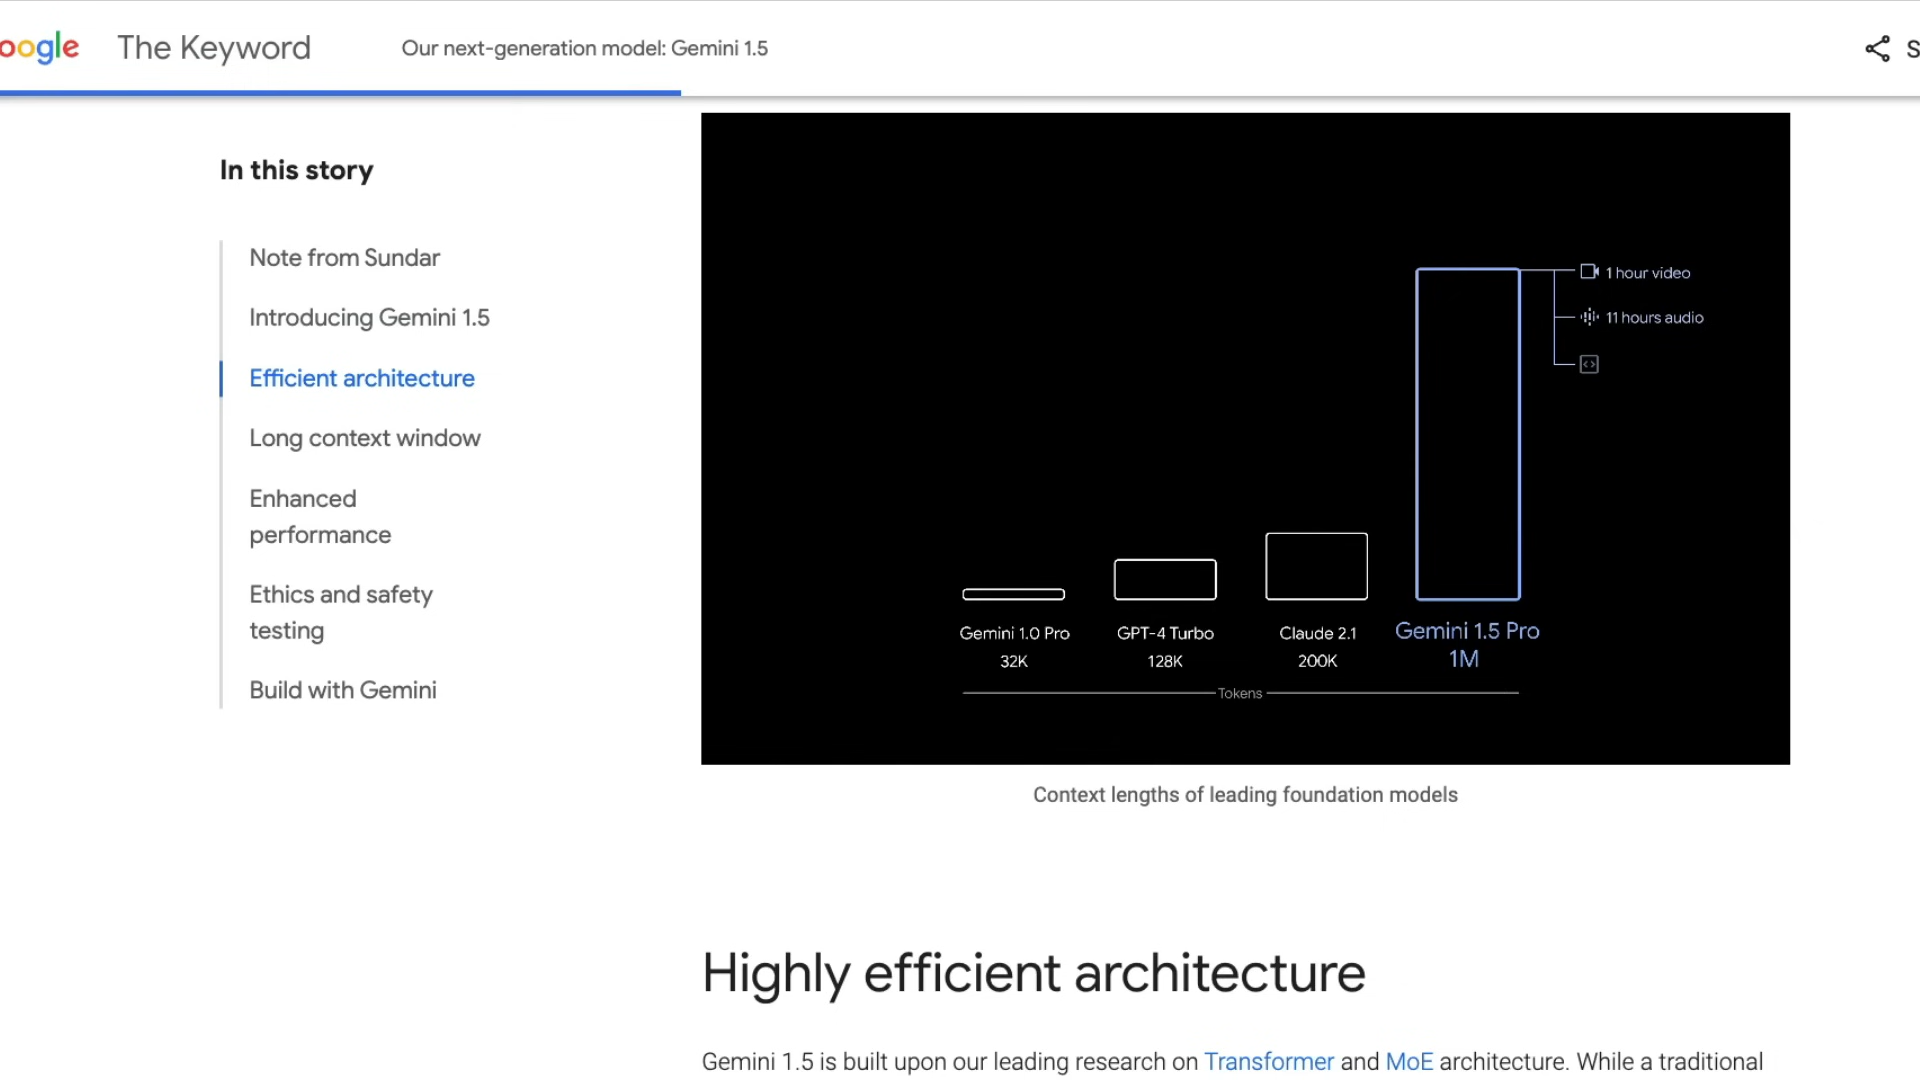 oogle The Keyword Our next-generation model: Gemini 1.5 S
In this story
Note from Sundar
Introducing Gemini 1.5
Efficient architecture
Long context window
Enhanced
performance
Ethics and safety
testing
Build with Gemini
1 hour video
11 hours audio
Gemini 1.0 Pro GPT-4 Turbo Claude 2.1 Gemini 1.5 Pro
32K 128K 200K 1M
Tokens
Context lengths of leading foundation models
Highly efficient architecture
Gemini 1.5 is built upon our leading research on Transformer and MoE architecture. While a traditional